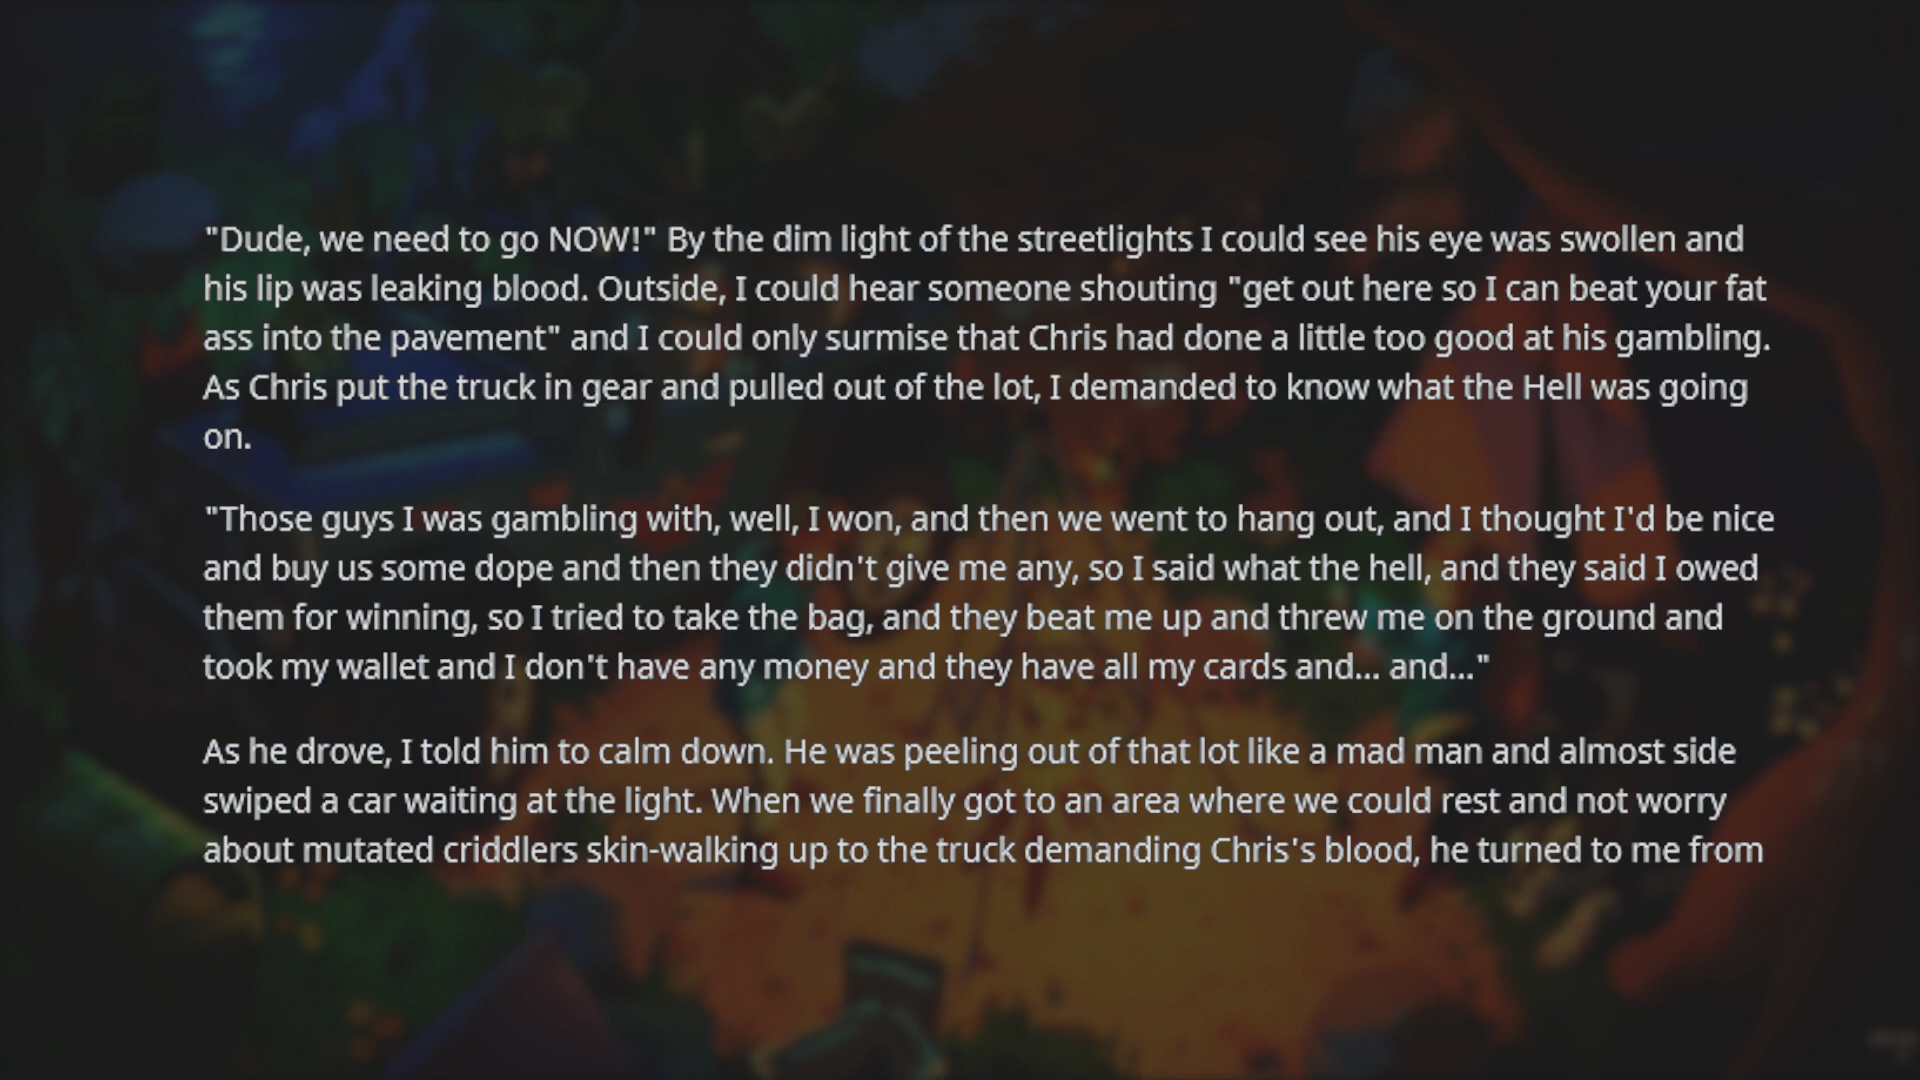 "Dude, we need to go NOW!" By the dim light of the streetlights I could see his eye was swollen and
his lip was leaking blood. Outside, I could hear someone shouting "get out here so I can beat your fat
ass into the pavement" and I could only surmise that Chris had done a little too good at his gambling.
As Chris put the truck in gear and pulled out of the lot, I demanded to know what the Hell was going
on.
"Those guys I was gambling with, well, I won, and then we went to hang out, and I thought I'd be nice
and buy us some dope and then they didn't give me any, so I said what the hell, and they said I owed
them for winning, so I tried to take the bag, and they beat me up and threw me on the ground and
took my wallet and I don't have any money and they have all my cards and... and..."
As he drove, I told him to calm down. He was peeling out of that lot like a mad man and almost side
swiped a car waiting at the light. When we finally got to an area where we could rest and not worry
about mutated criddlers skin-walking up to the truck demanding Chris's blood, he turned to me from